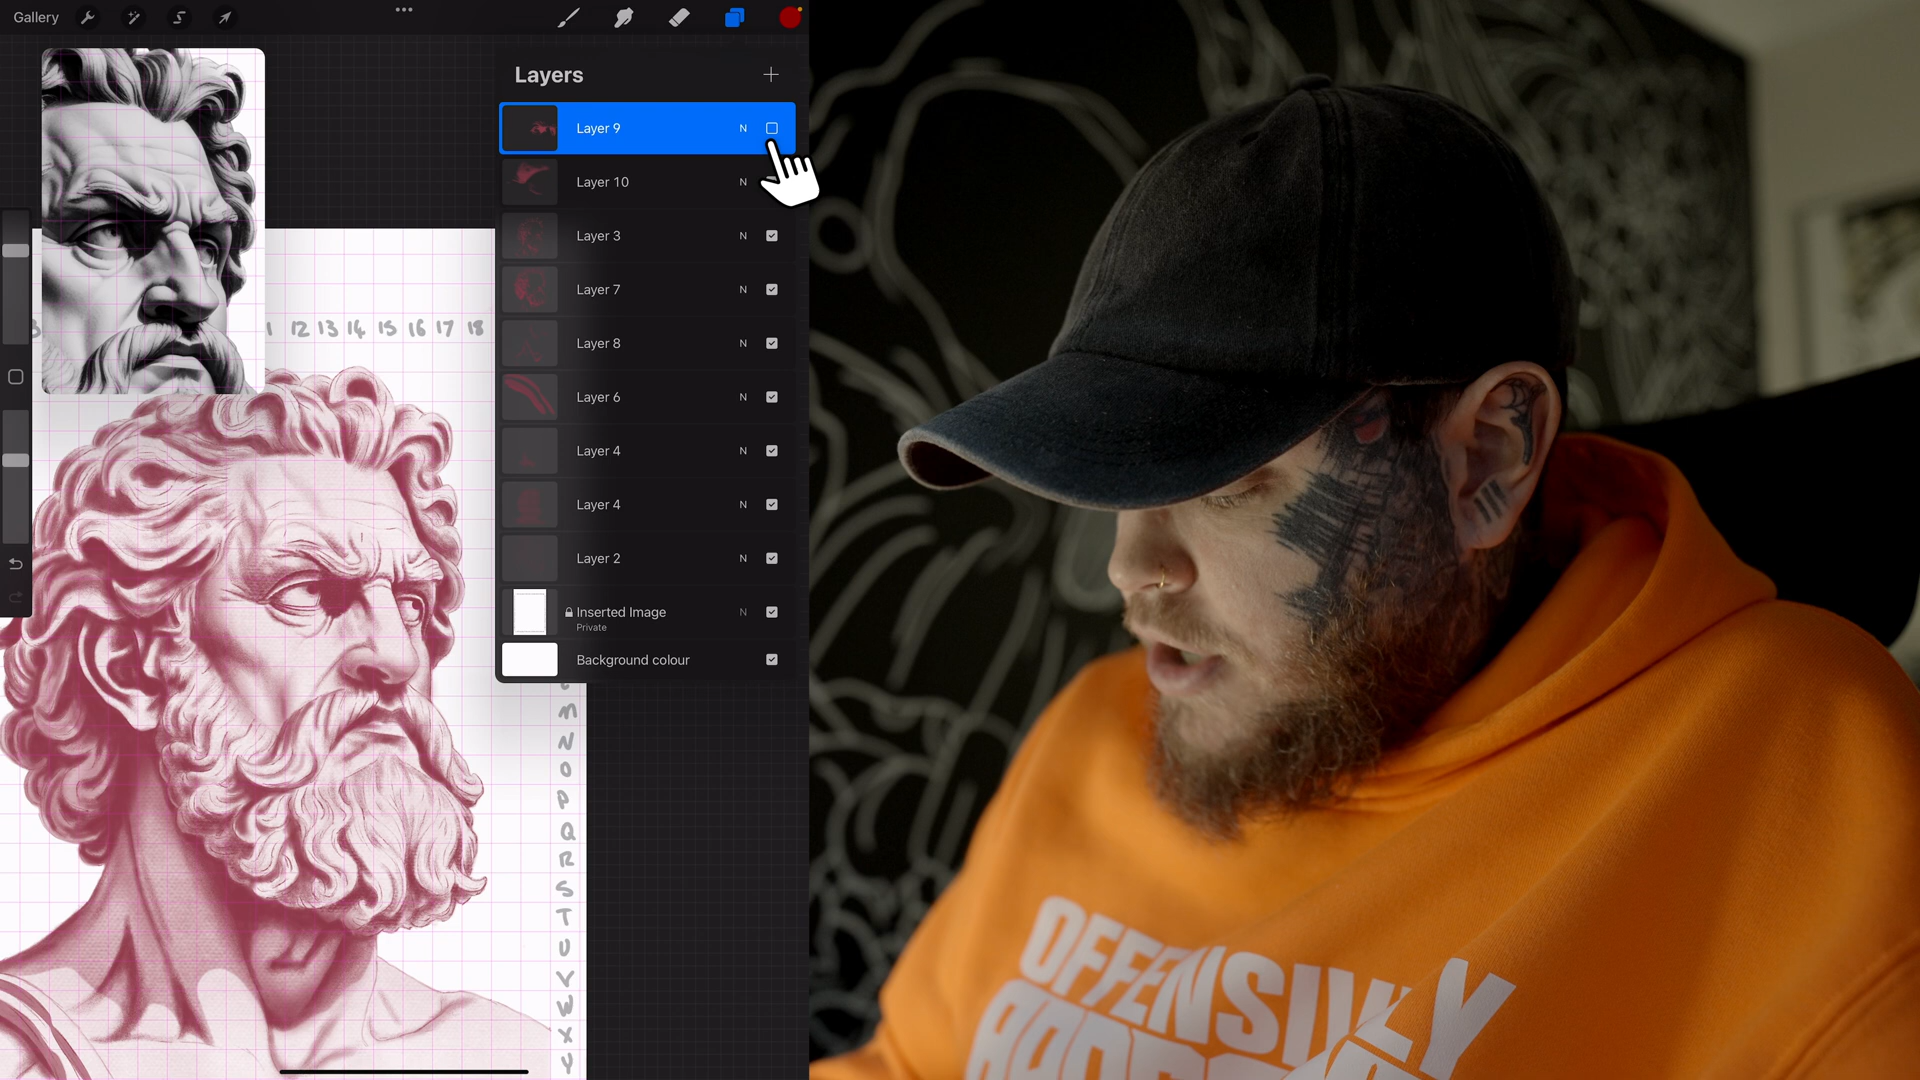 Gallery
Layers
Layer 9 N
Layer 10 N
Layer 3 N
Layer 7 N
Layer 8 N
Layer 6 N
Layer 4 N
Layer 4 N
Layer 2 N
Inserted Image N
Private
Background colour
12 13 14 15 16 17 18
M
N
O
P
Q
R
S
T
U
V
W
X
Y
OFFENSIVLY